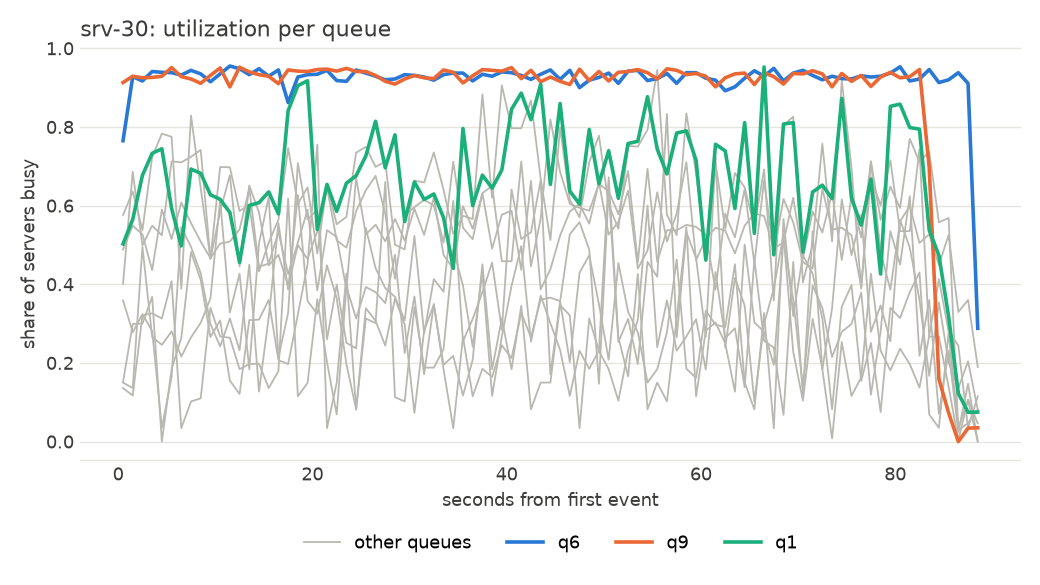 srv-30: utilization per queue
1.0
0.8
0.6
0.4
0.2
0.0
share of servers busy
0 20 40 60 80
seconds from first event
other queues q6 q9 q1